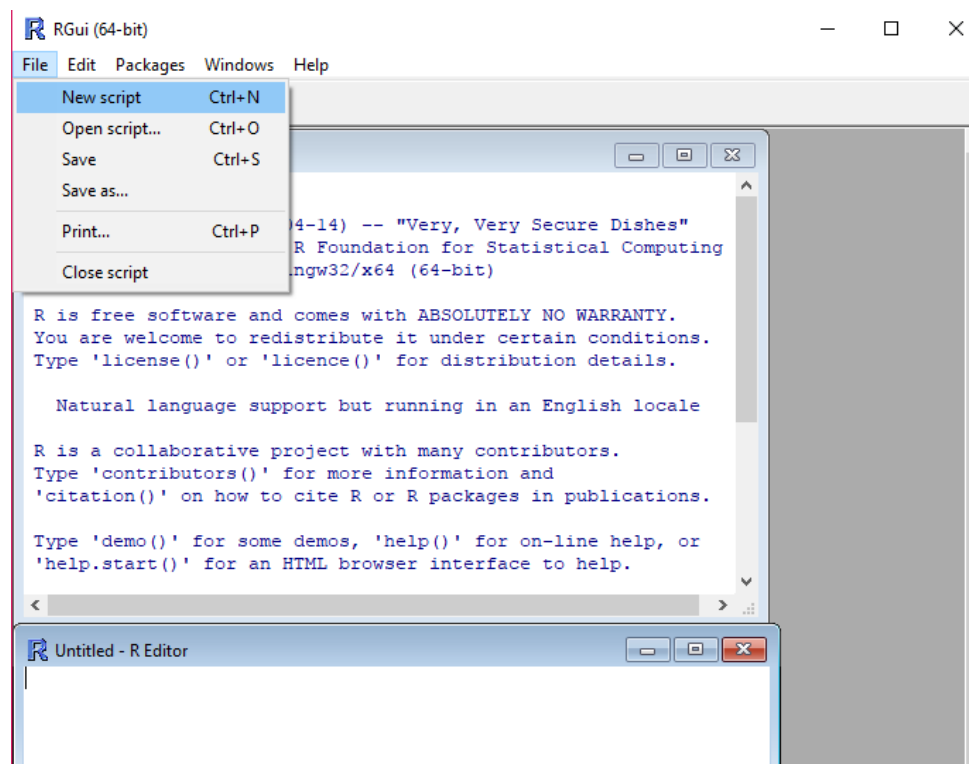 RGui (64-bit)
File Edit Packages Windows Help
New script Ctrl+N
Open script... Ctrl+O
Save Ctrl+S
Save as...
Print... Ctrl+P
Close script
4-14) -- "Very, Very Secure Dishes"
R Foundation for Statistical Computing
ngw32/x64 (64-bit)
R is free software and comes with ABSOLUTELY NO WARRANTY.
You are welcome to redistribute it under certain conditions.
Type 'license()' or 'licence()' for distribution details.
Natural language support but running in an English locale
R is a collaborative project with many contributors.
Type 'contributors()' for more information and
'citation()' on how to cite R or R packages in publications.
Type 'demo()' for some demos, 'help()' for on-line help, or
'help.start()' for an HTML browser interface to help.
Untitled - R Editor